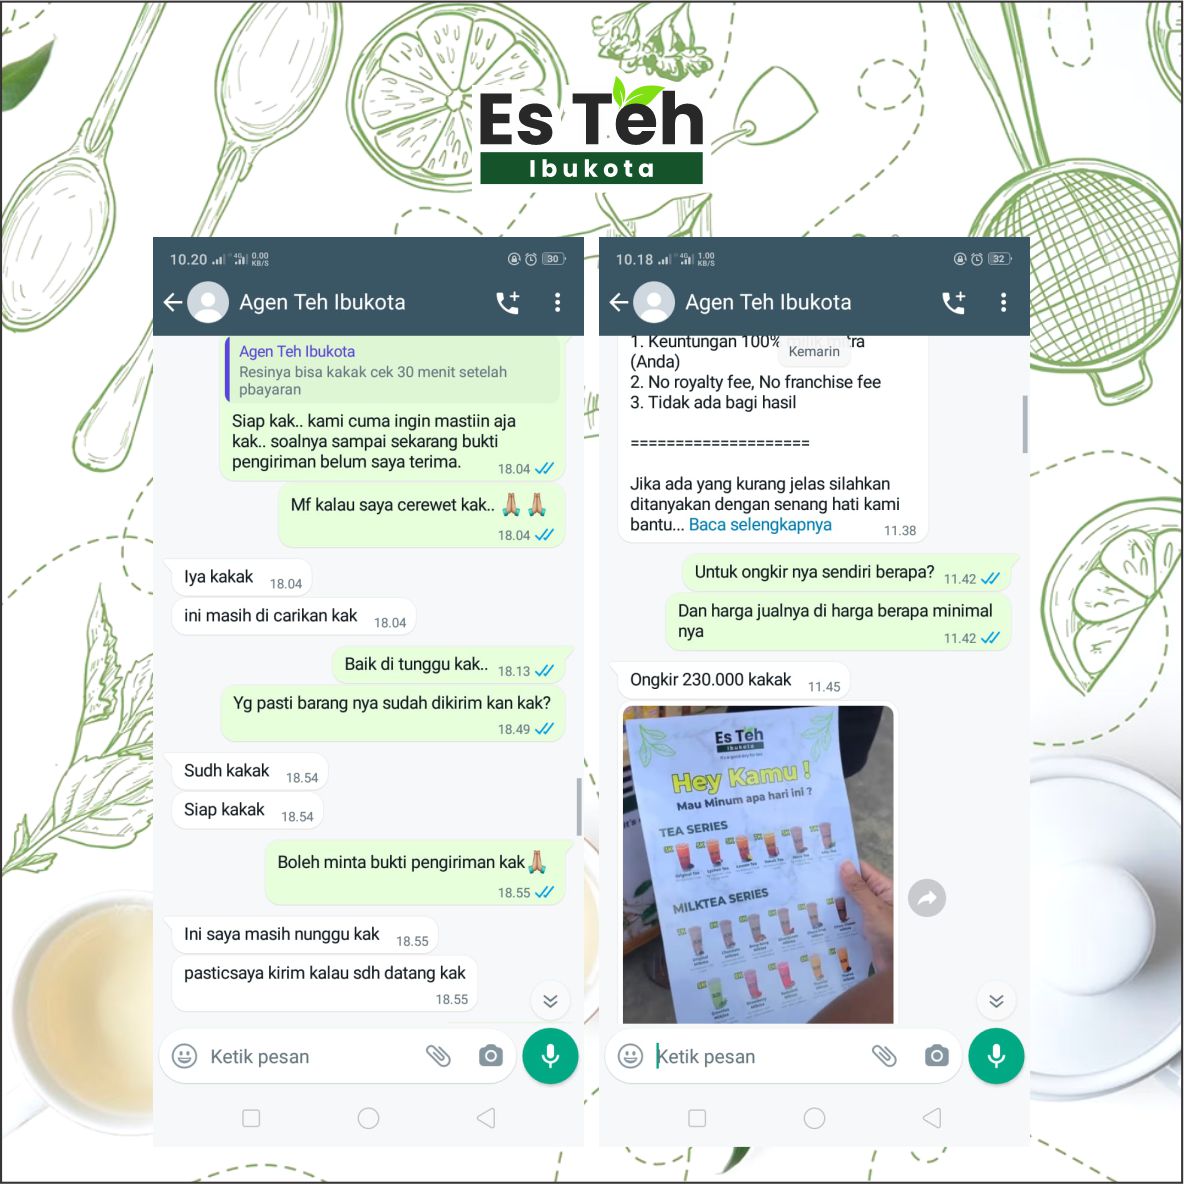 Es Teh
Ibukota
10.20
4G
0.00
KB/S
30
Agen Teh Ibukota
Agen Teh Ibukota
Resinya bisa kakak cek 30 menit setelah
pbayaran
Siap kak.. kami cuma ingin mastiin aja
kak.. soalnya sampai sekarang bukti
pengiriman belum saya terima.
18.04
Mf kalau saya cerewet kak.. 🙏🙏
18.04
Iya kakak 18.04
ini masih di carikan kak 18.04
Baik di tunggu kak.. 18.13
Yg pasti barang nya sudah dikirim kan kak?
18.49
Sudh kakak 18.54
Siap kakak 18.54
Boleh minta bukti pengiriman kak🙏
18.55
Ini saya masih nunggu kak 18.55
pasticsaya kirim kalau sdh datang kak
18.55
Ketik pesan
10.18
4G
1.00
KB/S
32
Agen Teh Ibukota
1. Keuntungan 100% milik mitra
(Anda)
Kemarin
2. No royalty fee, No franchise fee
3. Tidak ada bagi hasil
====================
Jika ada yang kurang jelas silahkan
ditanyakan dengan senang hati kami
bantu... Baca selengkapnya
11.38
Untuk ongkir nya sendiri berapa? 11.42
Dan harga jualnya di harga berapa minimal
nya
11.42
Ongkir 230.000 kakak 11.45
Es Teh
Ibukota
Hey Kamu !
Mau Minum apa hari ini ?
TEA SERIES
Original Tea
Lychee Tea
MILKTEA SERIES
Ketik pesan